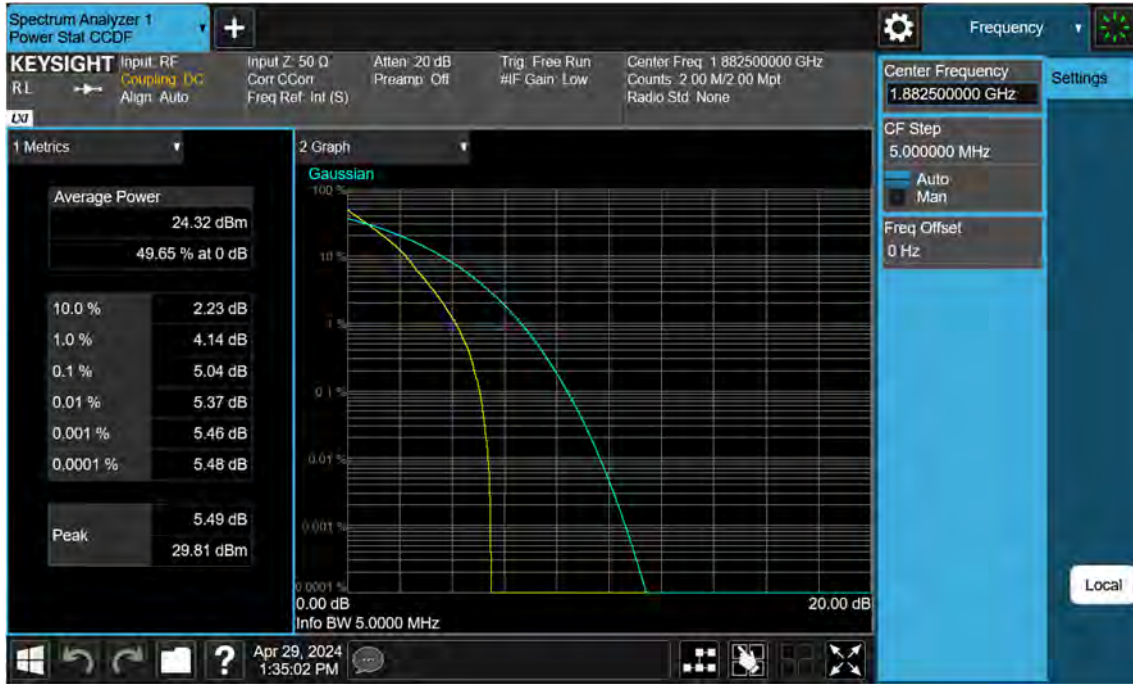 Spectrum Analyzer 1
Power Stat CCDF
+
Frequency
KEYSIGHT
RL
LXI
Input: RF
Coupling: DC
Align: Auto
Input Z: 50 Ω
Corr CCorr
Freq Ref: Int (S)
Atten: 20 dB
Preamp: Off
Trig: Free Run
#IF Gain: Low
Center Freq: 1.882500000 GHz
Counts: 2.00 M/2.00 Mpt
Radio Std: None
Center Frequency
1.882500000 GHz
Settings
CF Step
5.000000 MHz
Auto
Man
Freq Offset
0 Hz
Local
1 Metrics
Average Power
24.32 dBm
49.65 % at 0 dB
10.0 % 2.23 dB
1.0 % 4.14 dB
0.1 % 5.04 dB
0.01 % 5.37 dB
0.001 % 5.46 dB
0.0001 % 5.48 dB
Peak
5.49 dB
29.81 dBm
2 Graph
Gaussian
100 %
10 %
1 %
0.1 %
0.01 %
0.001 %
0.0001 %
0.00 dB 20.00 dB
Info BW 5.0000 MHz
?
Apr 29, 2024
1:35:02 PM